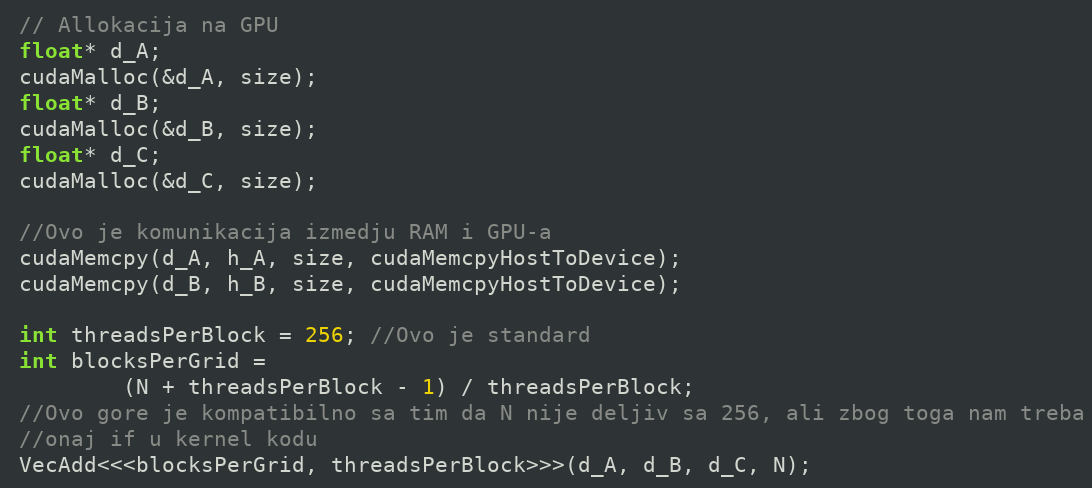 // Allokacija na GPU
float* d_A;
cudaMalloc(&d_A, size);
float* d_B;
cudaMalloc(&d_B, size);
float* d_C;
cudaMalloc(&d_C, size);

//Ovo je komunikacija izmedju RAM i GPU-a
cudaMemcpy(d_A, h_A, size, cudaMemcpyHostToDevice);
cudaMemcpy(d_B, h_B, size, cudaMemcpyHostToDevice);

int threadsPerBlock = 256; //Ovo je standard
int blocksPerGrid =
        (N + threadsPerBlock - 1) / threadsPerBlock;
//Ovo gore je kompatibilno sa tim da N nije deljiv sa 256, ali zbog toga nam treba
//onaj if u kernel kodu
VecAdd<<<blocksPerGrid, threadsPerBlock>>>(d_A, d_B, d_C, N);